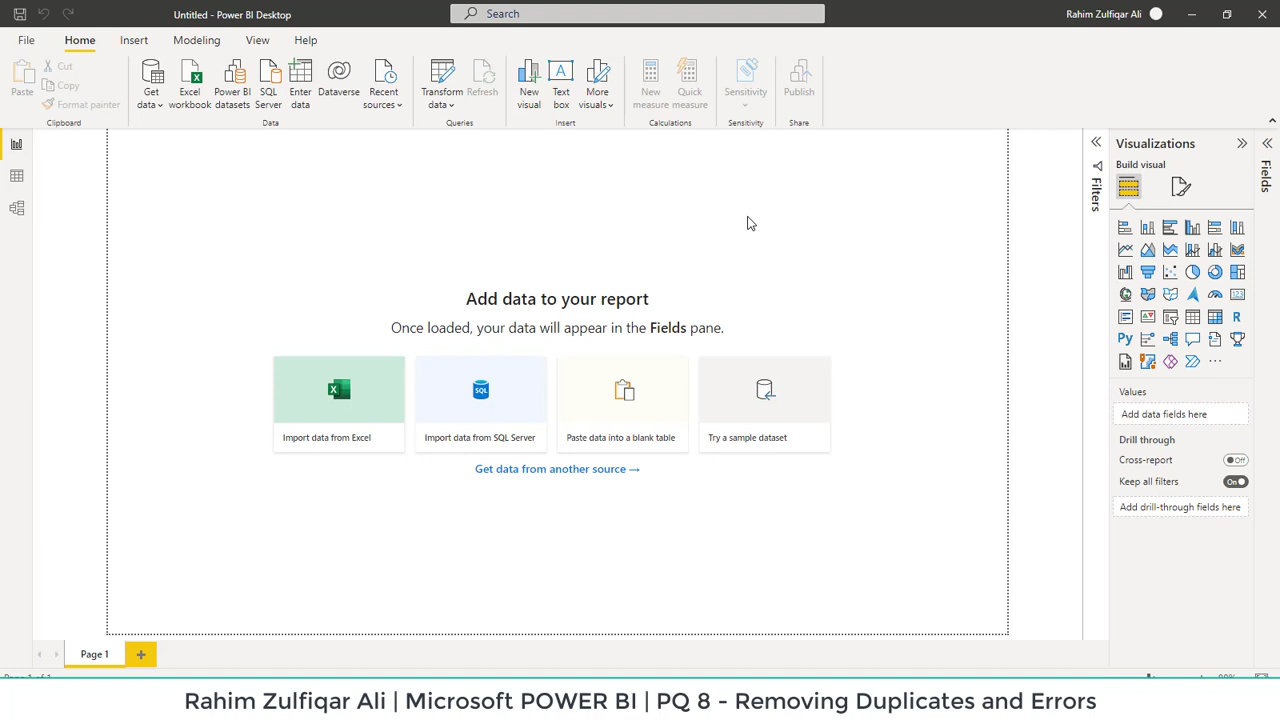 Untitled - Power BI Desktop
Search
Rahim Zulfiqar Ali
File
Home
Insert
Modeling
View
Help
Paste
Cut
Copy
Format painter
Clipboard
Get data
Excel workbook
Power BI datasets
SQL Server
Enter data
Dataverse
Recent sources
Data
Transform data
Refresh
Queries
New visual
Text box
More visuals
Insert
New measure
Quick measure
Calculations
Sensitivity
Sensitivity
Publish
Share
Filters
Visualizations
Build visual
Fields
Values
Add data fields here
Drill through
Cross-report
Off
Keep all filters
On
Add drill-through fields here
Add data to your report
Once loaded, your data will appear in the Fields pane.
Import data from Excel
SQL
Import data from SQL Server
Paste data into a blank table
Try a sample dataset
Get data from another source →
Page 1
Rahim Zulfiqar Ali | Microsoft POWER BI | PQ 8 - Removing Duplicates and Errors